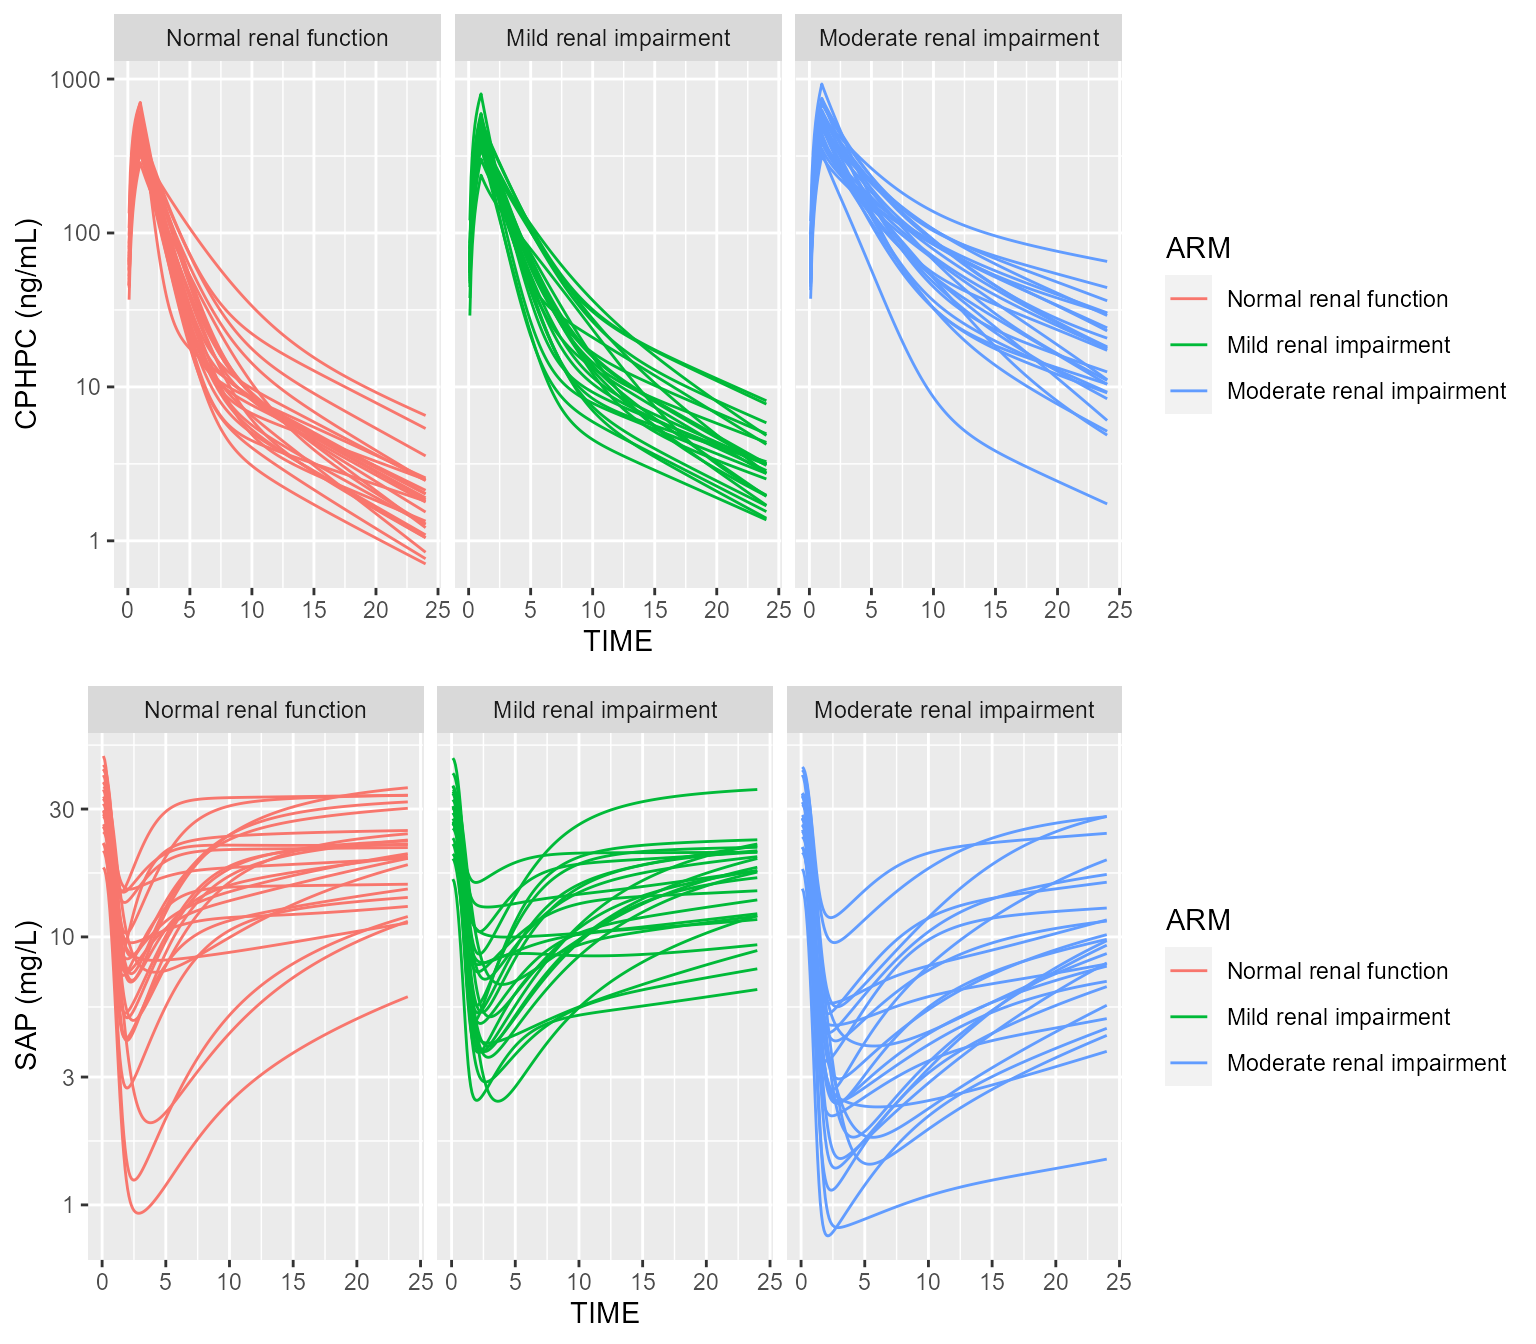 Normal renal function Mild renal impairment Moderate renal impairment
1000
100
10
1
CPHPC (ng/mL)
0 5 10 15 20 25 0 5 10 15 20 25 0 5 10 15 20 25
TIME
ARM
Normal renal function
Mild renal impairment
Moderate renal impairment
Normal renal function Mild renal impairment Moderate renal impairment
30
10
3
1
SAP (mg/L)
0 5 10 15 20 25 0 5 10 15 20 25 0 5 10 15 20 25
TIME
ARM
Normal renal function
Mild renal impairment
Moderate renal impairment